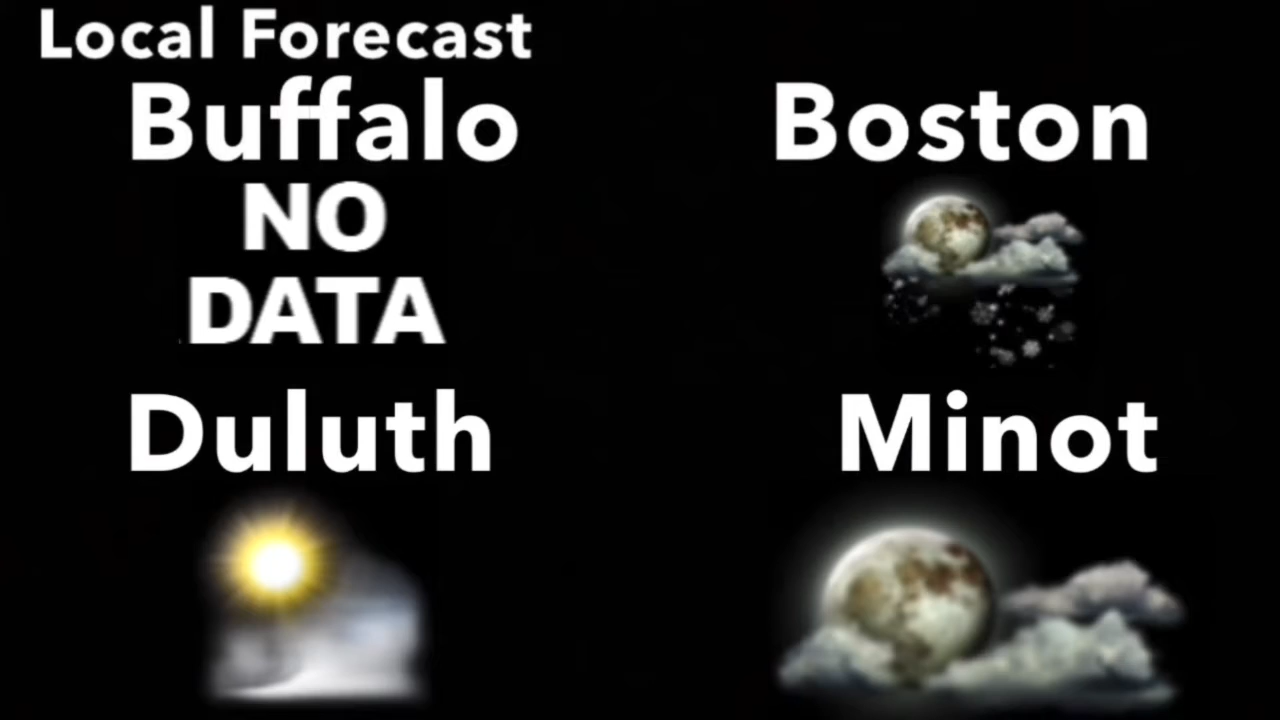 Local Forecast
Buffalo
NO
DATA
Boston
Duluth
Minot